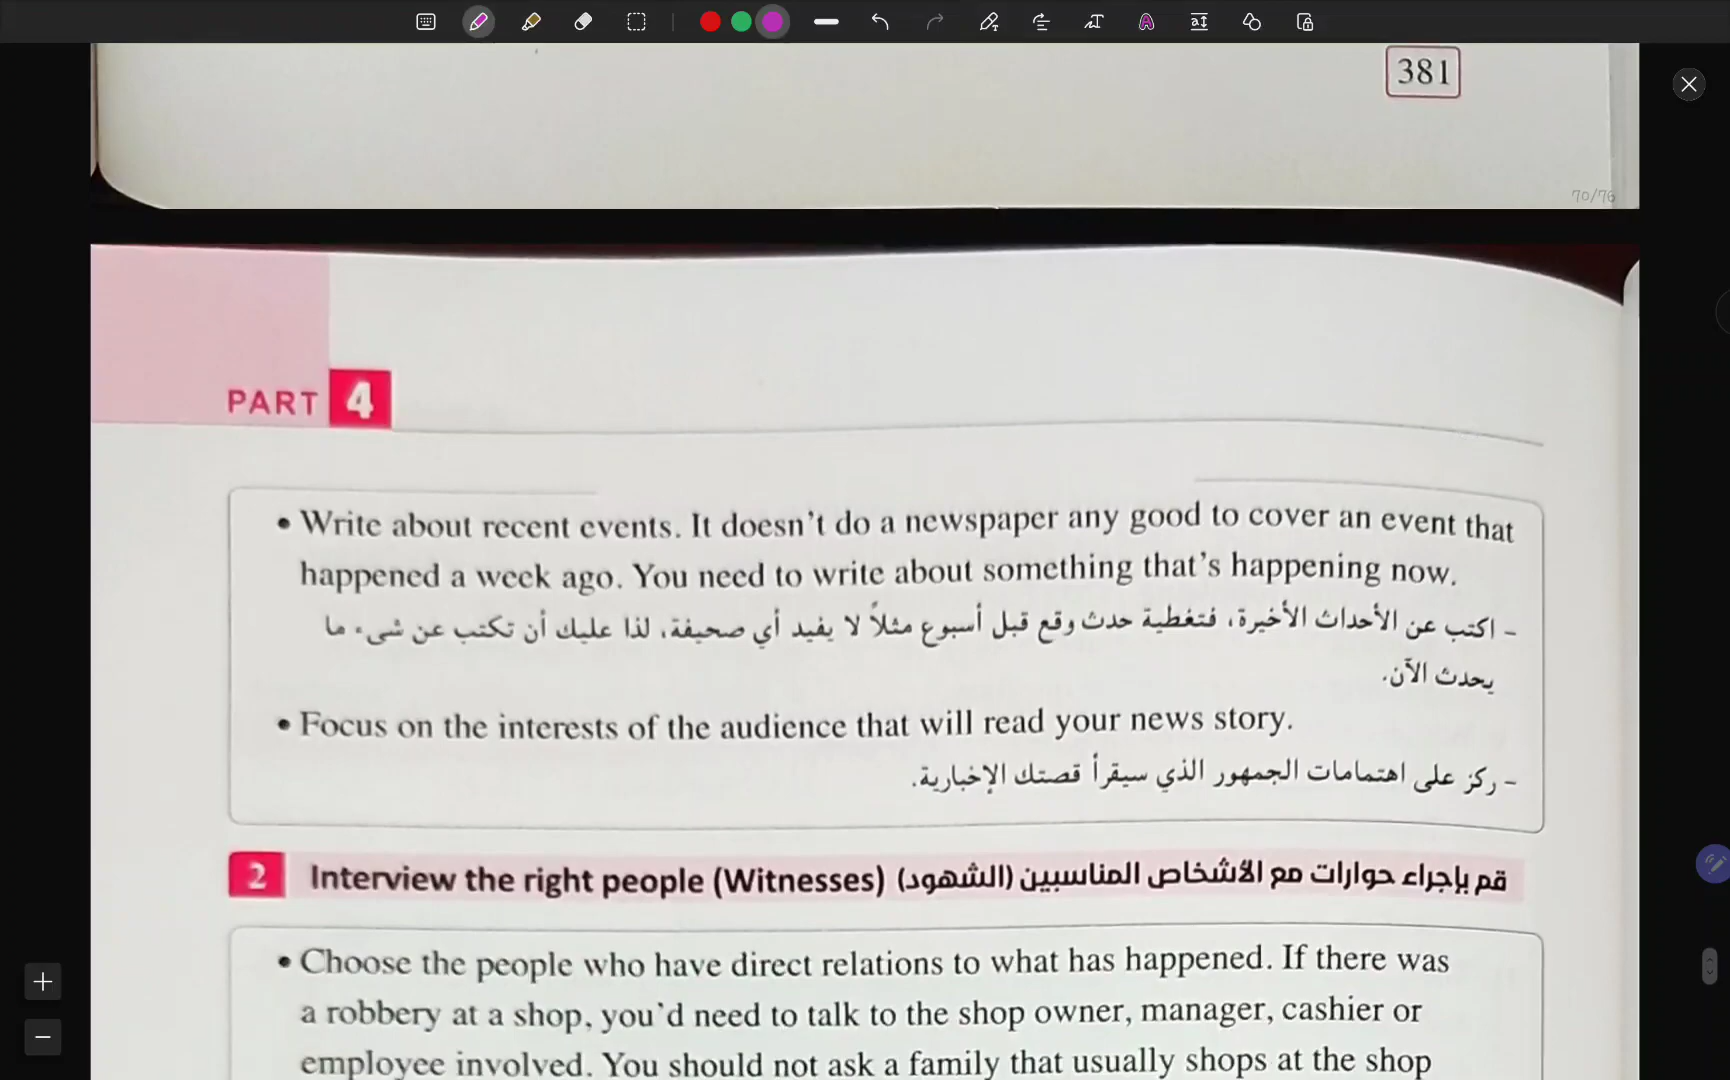 381
70/76
PART 4
• Write about recent events. It doesn't do a newspaper any good to cover an event that
happened a week ago. You need to write about something that's happening now.
- اكتب عن الأحداث الأخيرة، فتغطية حدث وقع قبل أسبوع مثلاً لا يفيد أي صحيفة، لذا عليك أن تكتب عن شيء ما
يحدث الآن.
• Focus on the interests of the audience that will read your news story.
- ركز على اهتمامات الجمهور الذي سيقرأ قصتك الإخبارية.
2 Interview the right people (Witnesses) قم بإجراء حوارات مع الأشخاص المناسبين (الشهود)
• Choose the people who have direct relations to what has happened. If there was
a robbery at a shop, you'd need to talk to the shop owner, manager, cashier or
employee involved. You should not ask a family that usually shops at the shop